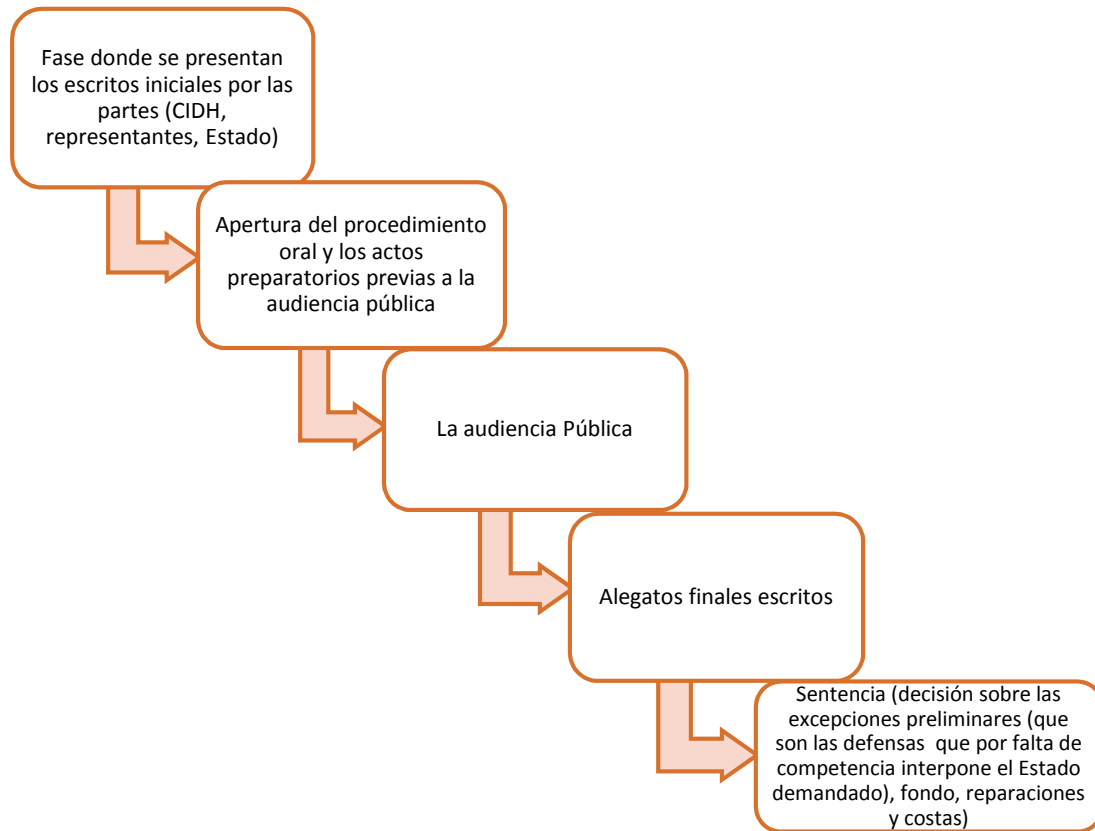 Fase donde se presentan
los escritos iniciales por las
partes (CIDH,
representantes, Estado)
Apertura del procedimiento
oral y los actos
preparatorios previas a la
audiencia pública
La audiencia Pública
Alegatos finales escritos
Sentencia (decisión sobre las
excepciones preliminares (que
son las defensas que por falta de
competencia interpone el Estado
demandado), fondo, reparaciones
y costas)